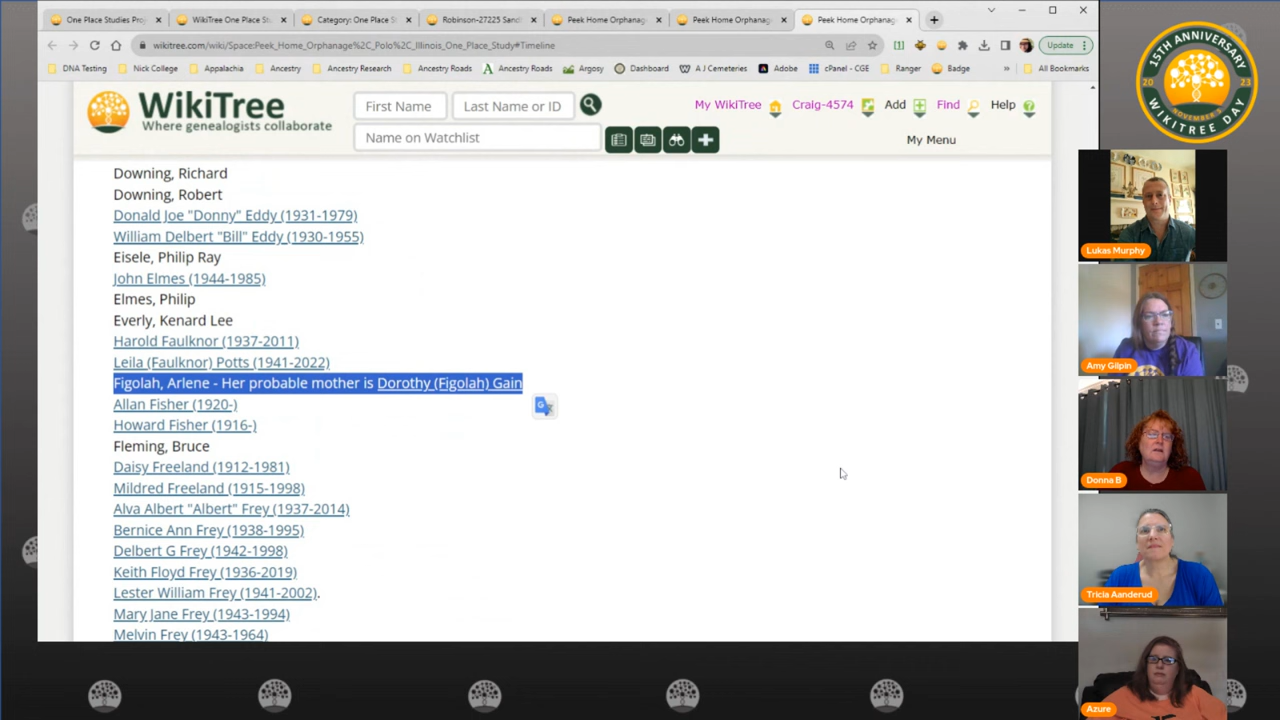 One Place Studies Proj
WikiTree One Place St
Category: One Place S
Robinson-27225 Sand
Peek Home Orphanag
Peek Home Orphanag
Peek Home Orphanag
wikitree.com/wiki/Space:Peek_Home_Orphanage%2C_Polo%2C_Illinois_One_Place_Study#Timeline
Update
DNA Testing
Nick College
Appalachia
Ancestry
Ancestry Research
Ancestry Roads
Ancestry Roads
Argosy
Dashboard
A J Cemeteries
Adobe
cPanel - CGE
Ranger
Badge
»
All Bookmarks
WikiTree
Where genealogists collaborate
First Name
Last Name or ID
Name on Watchlist
My WikiTree
Craig-4574
Add
Find
Help
My Menu
Downing, Richard
Downing, Robert
Donald Joe "Donny" Eddy (1931-1979)
William Delbert "Bill" Eddy (1930-1955)
Eisele, Philip Ray
John Elmes (1944-1985)
Elmes, Philip
Everly, Kenard Lee
Harold Faulknor (1937-2011)
Leila (Faulknor) Potts (1941-2022)
Figolah, Arlene - Her probable mother is Dorothy (Figolah) Gain
Allan Fisher (1920-)
Howard Fisher (1916-)
Fleming, Bruce
Daisy Freeland (1912-1981)
Mildred Freeland (1915-1998)
Alva Albert "Albert" Frey (1937-2014)
Bernice Ann Frey (1938-1995)
Delbert G Frey (1942-1998)
Keith Floyd Frey (1936-2019)
Lester William Frey (1941-2002).
Mary Jane Frey (1943-1994)
Melvin Frey (1943-1964)
15TH ANNIVERSARY
20 23
NOVEMBER 5
WIKITREE DAY
Lukas Murphy
Amy Gilpin
Donna B
Tricia Aanderud
Azure